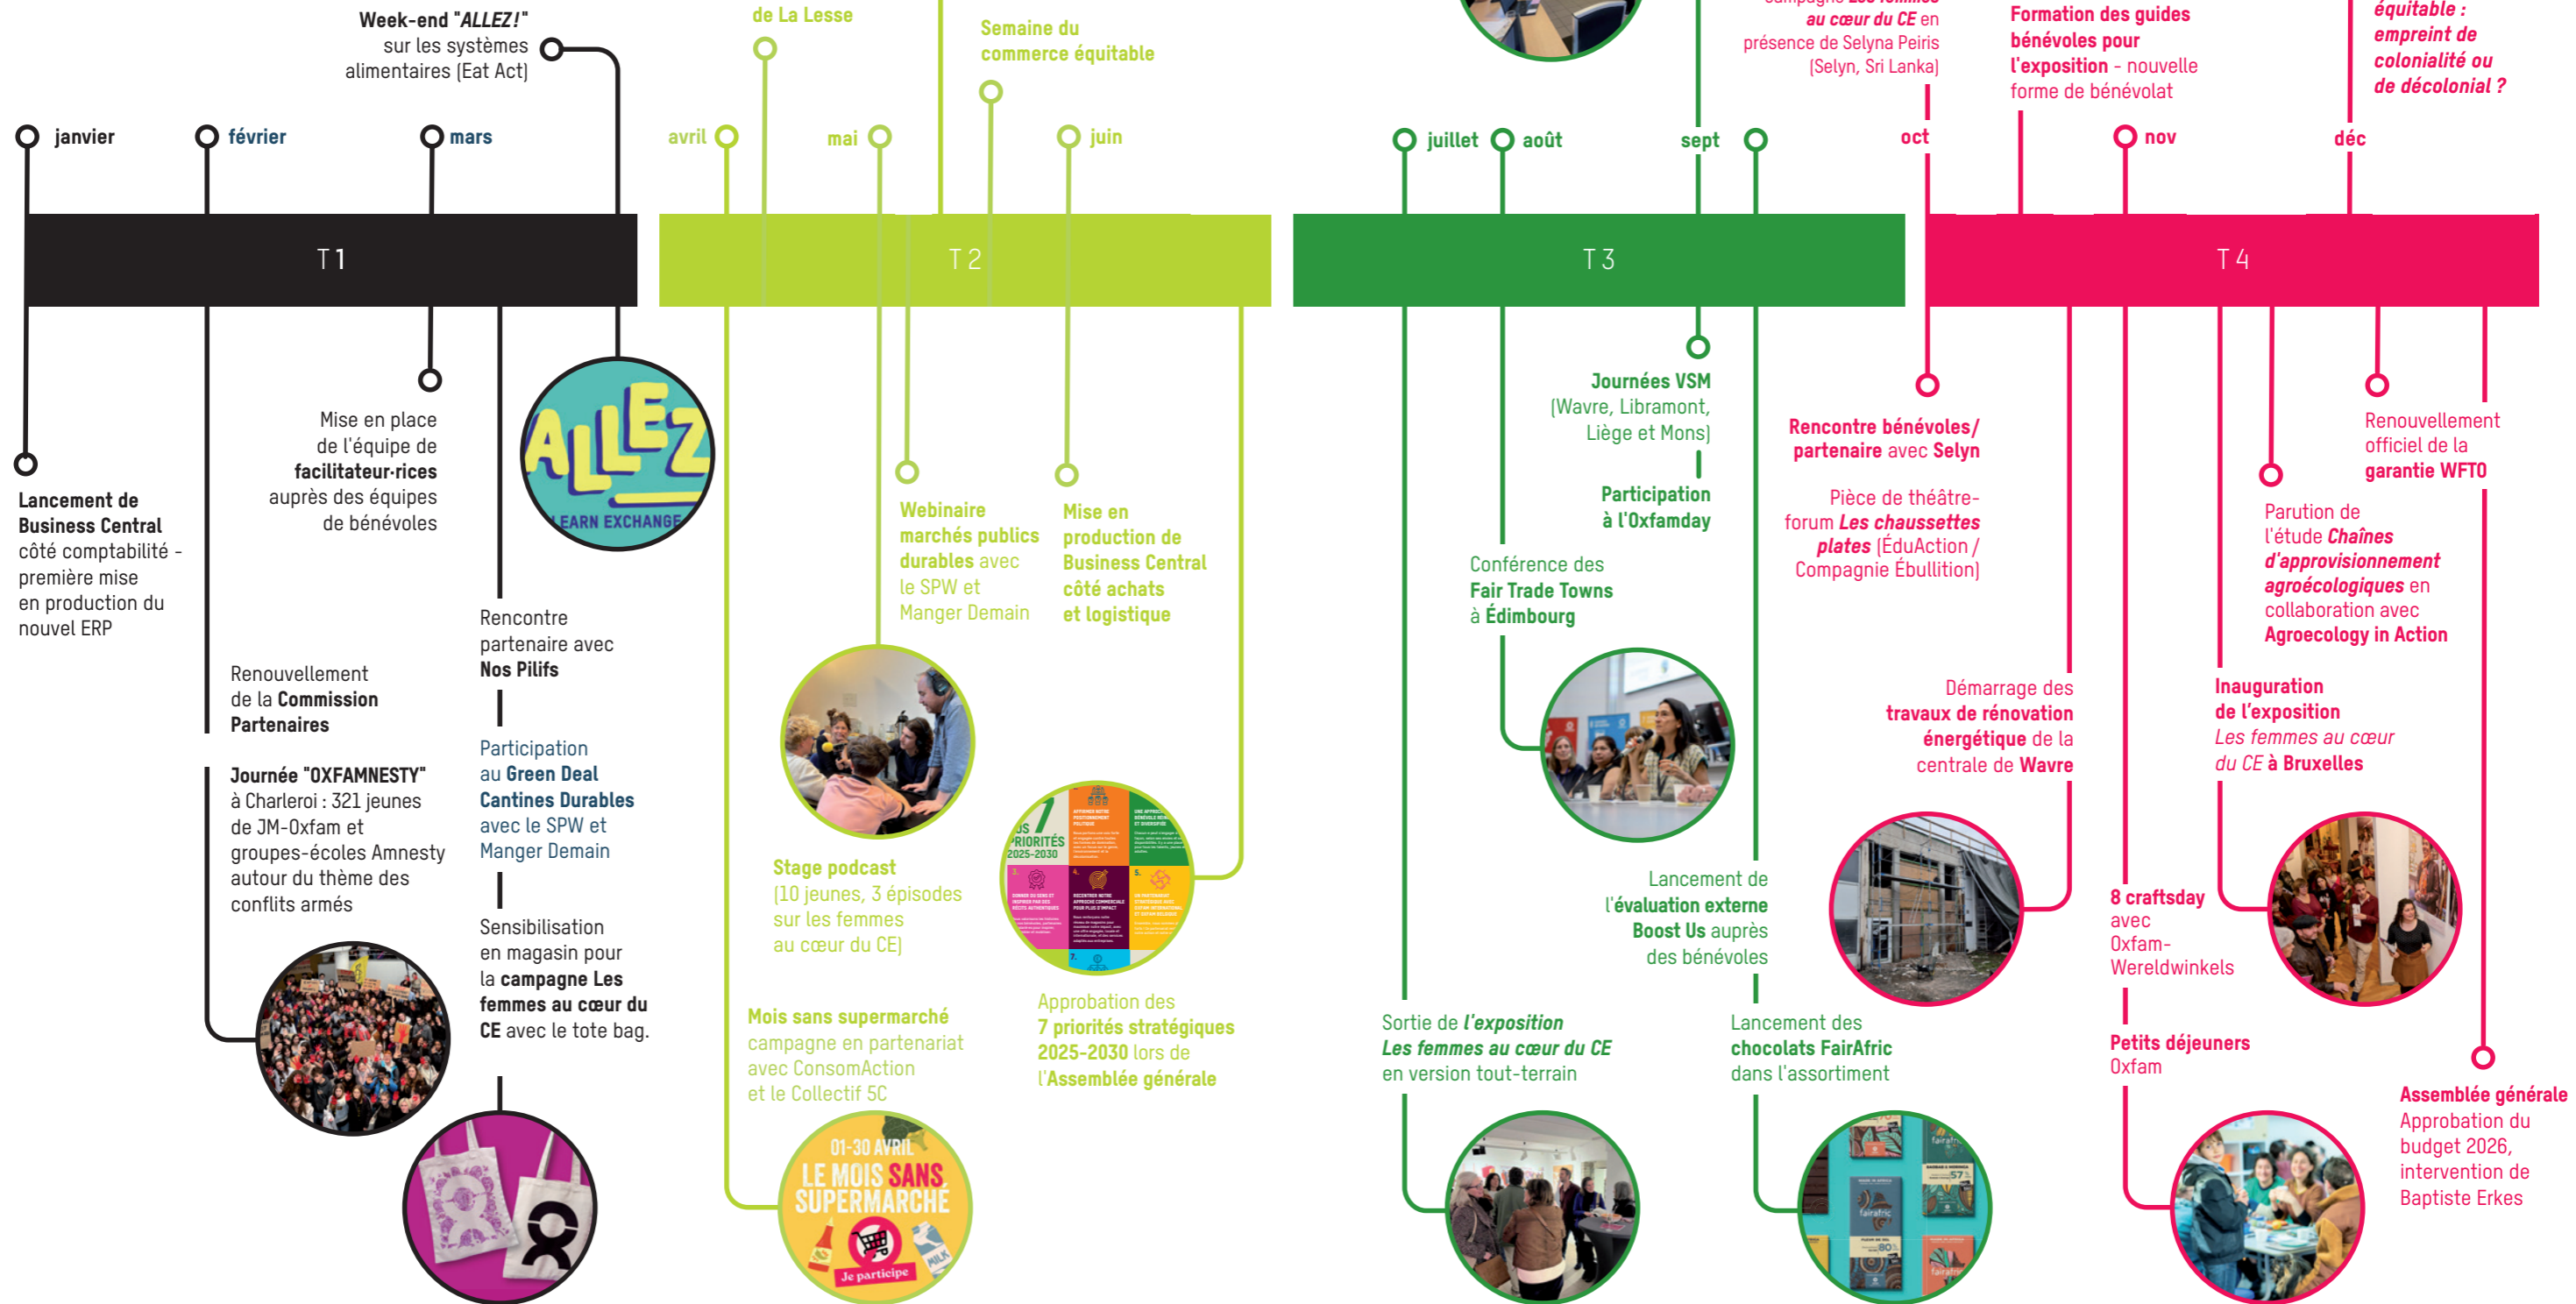 Week-end "ALLEZ!"
sur les systèmes
alimentaires (Eat Act)
janvier
février
mars
T1
Lancement de
Business Central
côté comptabilité -
première mise
en production du
nouvel ERP
Renouvellement
de la Commission
Partenaires
Journée "OXFAMNESTY"
à Charleroi : 321 jeunes
de JM-Oxfam et
groupes-écoles Amnesty
autour du thème des
conflits armés
Mise en place
de l'équipe de
facilitateur·rices
auprès des équipes
de bénévoles
Rencontre
partenaire avec
Nos Pilifs
Participation
au Green Deal
Cantines Durables
avec le SPW et
Manger Demain
Sensibilisation
en magasin pour
la campagne Les
femmes au cœur du
CE avec le tote bag.
ALLEZ
LEARN EXCHANGE
de La Lesse
Semaine du
commerce équitable
avril
mai
juin
T2
Webinaire
marchés publics
durables avec
le SPW et
Manger Demain
Mise en
production de
Business Central
côté achats
et logistique
Stage podcast
(10 jeunes, 3 épisodes
sur les femmes
au cœur du CE)
PRIORITÉS
2025-2030
Approbation des
7 priorités stratégiques
2025-2030 lors de
l'Assemblée générale
Mois sans supermarché
campagne en partenariat
avec ConsomAction
et le Collectif 5C
01-30 AVRIL
LE MOIS SANS
SUPERMARCHÉ
MILK
Je participe
juillet
août
sept
T3
Journées VSM
(Wavre, Libramont,
Liège et Mons)
Participation
à l'Oxfamday
Conférence des
Fair Trade Towns
à Édimbourg
Lancement de
l'évaluation externe
Boost Us auprès
des bénévoles
Sortie de l'exposition
Les femmes au cœur du CE
en version tout-terrain
Lancement des
chocolats FairAfric
dans l'assortiment
fairafric
57%
80%
au cœur du CE en
présence de Selyna Peiris
(Selyn, Sri Lanka)
Formation des guides
bénévoles pour
l'exposition - nouvelle
forme de bénévolat
équitable :
empreint de
colonialité ou
de décolonial ?
oct
nov
déc
T4
Rencontre bénévoles/
partenaire avec Selyn
Pièce de théâtre-
forum Les chaussettes
plates (ÉduAction /
Compagnie Ébullition)
Démarrage des
travaux de rénovation
énergétique de la
centrale de Wavre
8 craftsday
avec
Oxfam-
Wereldwinkels
Petits déjeuners
Oxfam
Inauguration
de l'exposition
Les femmes au cœur
du CE à Bruxelles
Parution de
l'étude Chaînes
d'approvisionnement
agroécologiques en
collaboration avec
Agroecology in Action
Renouvellement
officiel de la
garantie WFTO
Assemblée générale
Approbation du
budget 2026,
intervention de
Baptiste Erkes